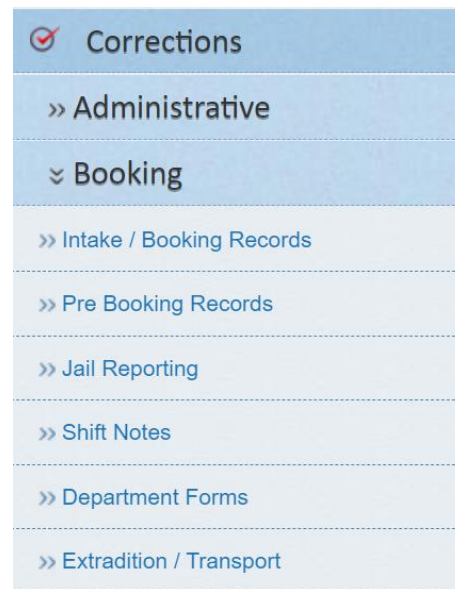 Corrections
Administrative
Booking
Intake / Booking Records
Pre Booking Records
Jail Reporting
Shift Notes
Department Forms
Extradition / Transport